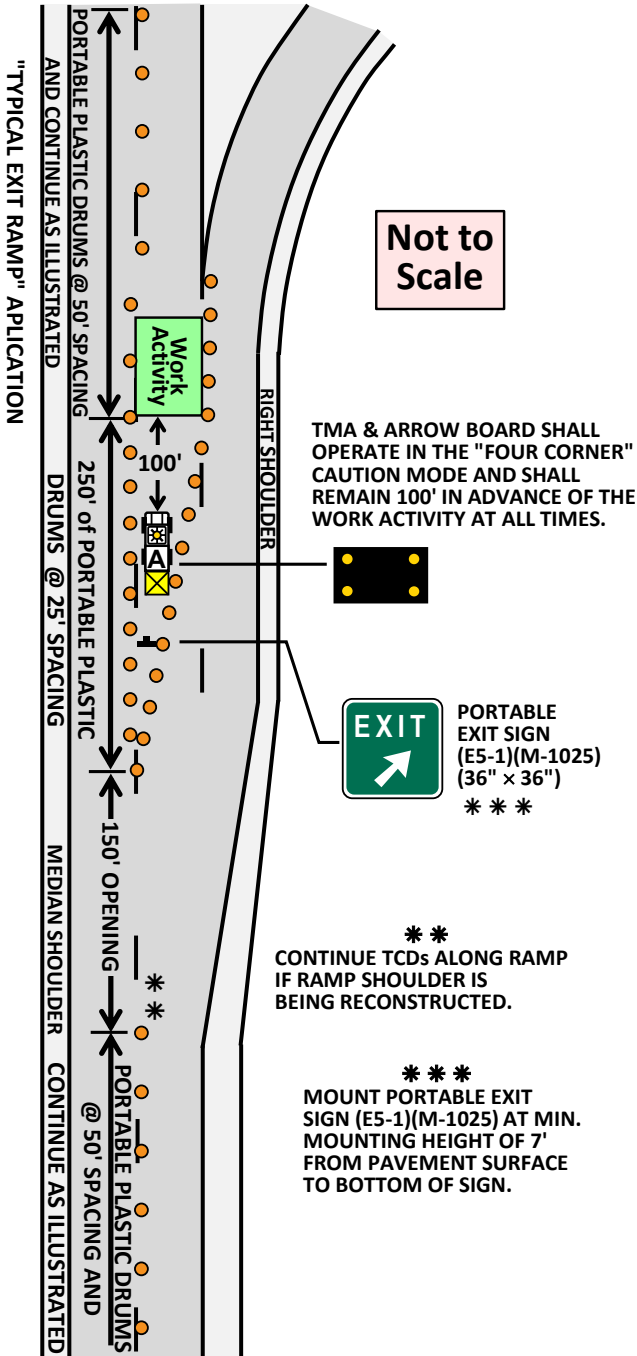 "TYPICAL EXIT RAMP" APLICATION
PORTABLE PLASTIC DRUMS @ 50' SPACING
AND CONTINUE AS ILLUSTRATED
Not to
Scale
Work
Activity
100'
RIGHT SHOULDER
TMA & ARROW BOARD SHALL
OPERATE IN THE "FOUR CORNER"
CAUTION MODE AND SHALL
REMAIN 100' IN ADVANCE OF THE
WORK ACTIVITY AT ALL TIMES.
A
250' of PORTABLE PLASTIC
DRUMS @ 25' SPACING
EXIT
PORTABLE
EXIT SIGN
(E5-1)(M-1025)
(36" × 36")
* * *
150' OPENING
MEDIAN SHOULDER
* *
* *
CONTINUE TCDs ALONG RAMP
IF RAMP SHOULDER IS
BEING RECONSTRUCTED.
* * *
MOUNT PORTABLE EXIT
SIGN (E5-1)(M-1025) AT MIN.
MOUNTING HEIGHT OF 7'
FROM PAVEMENT SURFACE
TO BOTTOM OF SIGN.
PORTABLE PLASTIC DRUMS
@ 50' SPACING AND
CONTINUE AS ILLUSTRATED